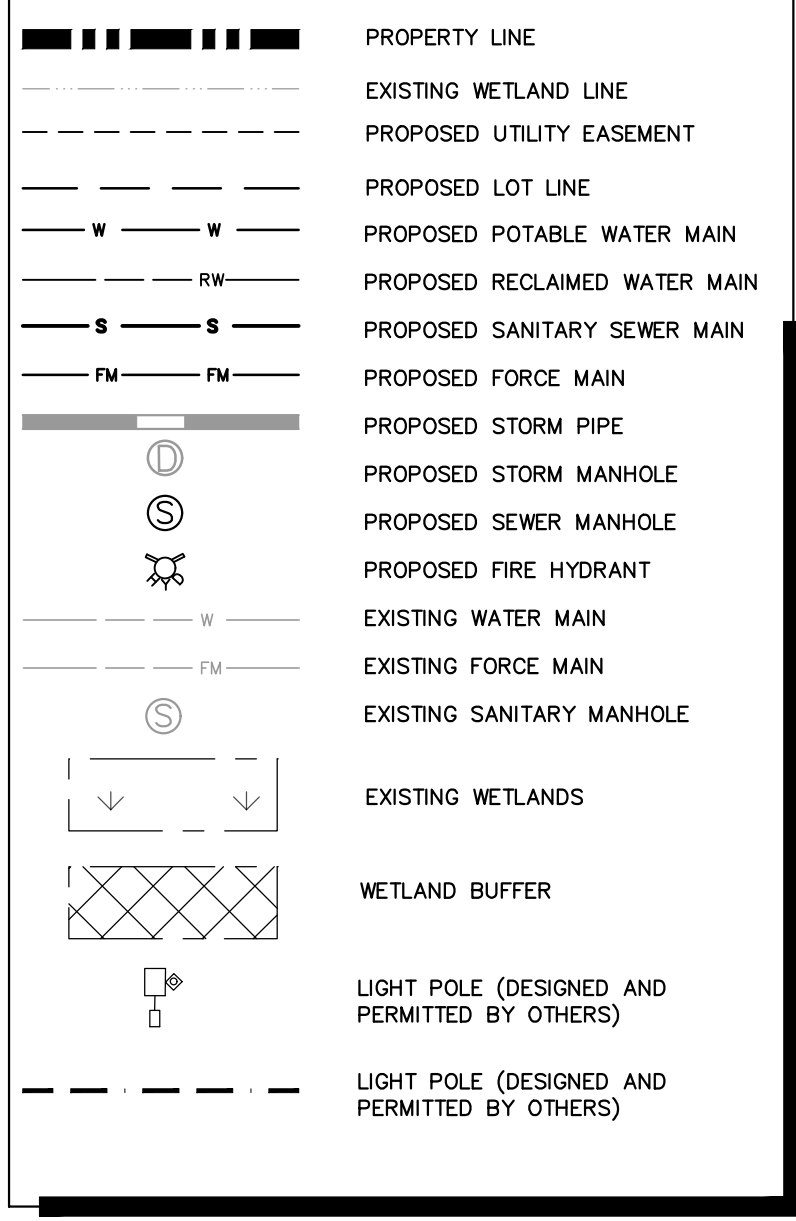 PROPERTY LINE
EXISTING WETLAND LINE
PROPOSED UTILITY EASEMENT
PROPOSED LOT LINE
W W PROPOSED POTABLE WATER MAIN
RW PROPOSED RECLAIMED WATER MAIN
S S PROPOSED SANITARY SEWER MAIN
FM FM PROPOSED FORCE MAIN
PROPOSED STORM PIPE
D PROPOSED STORM MANHOLE
S PROPOSED SEWER MANHOLE
PROPOSED FIRE HYDRANT
W EXISTING WATER MAIN
FM EXISTING FORCE MAIN
S EXISTING SANITARY MANHOLE
EXISTING WETLANDS
WETLAND BUFFER
LIGHT POLE (DESIGNED AND
PERMITTED BY OTHERS)
LIGHT POLE (DESIGNED AND
PERMITTED BY OTHERS)